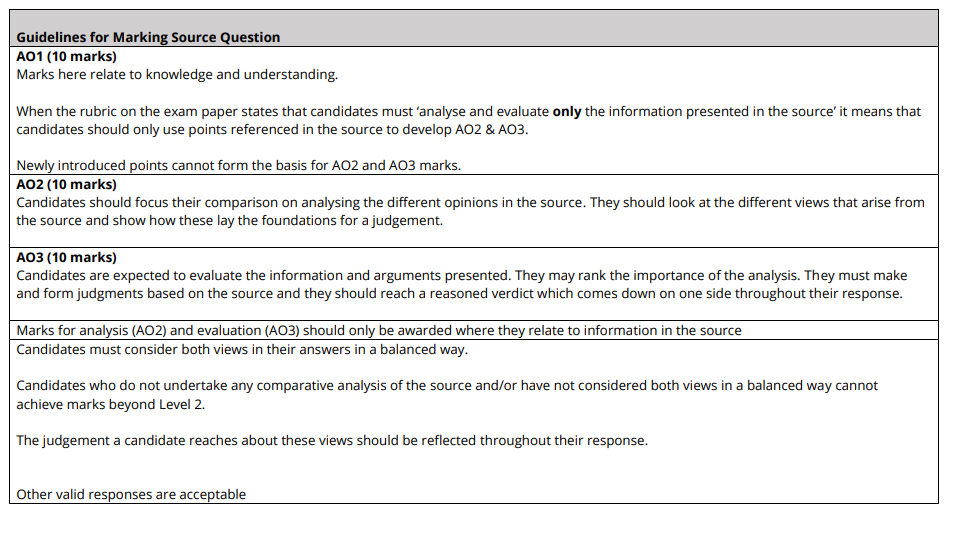 Guidelines for Marking Source Question
AO1 (10 marks)
Marks here relate to knowledge and understanding.
When the rubric on the exam paper states that candidates must ‘analyse and evaluate only the information presented in the source’ it means that
candidates should only use points referenced in the source to develop AO2 & AO3.
Newly introduced points cannot form the basis for AO2 and AO3 marks.
AO2 (10 marks)
Candidates should focus their comparison on analysing the different opinions in the source. They should look at the different views that arise from
the source and show how these lay the foundations for a judgement.
AO3 (10 marks)
Candidates are expected to evaluate the information and arguments presented. They may rank the importance of the analysis. They must make
and form judgments based on the source and they should reach a reasoned verdict which comes down on one side throughout their response.
Marks for analysis (AO2) and evaluation (AO3) should only be awarded where they relate to information in the source
Candidates must consider both views in their answers in a balanced way.
Candidates who do not undertake any comparative analysis of the source and/or have not considered both views in a balanced way cannot
achieve marks beyond Level 2.
The judgement a candidate reaches about these views should be reflected throughout their response.
Other valid responses are acceptable